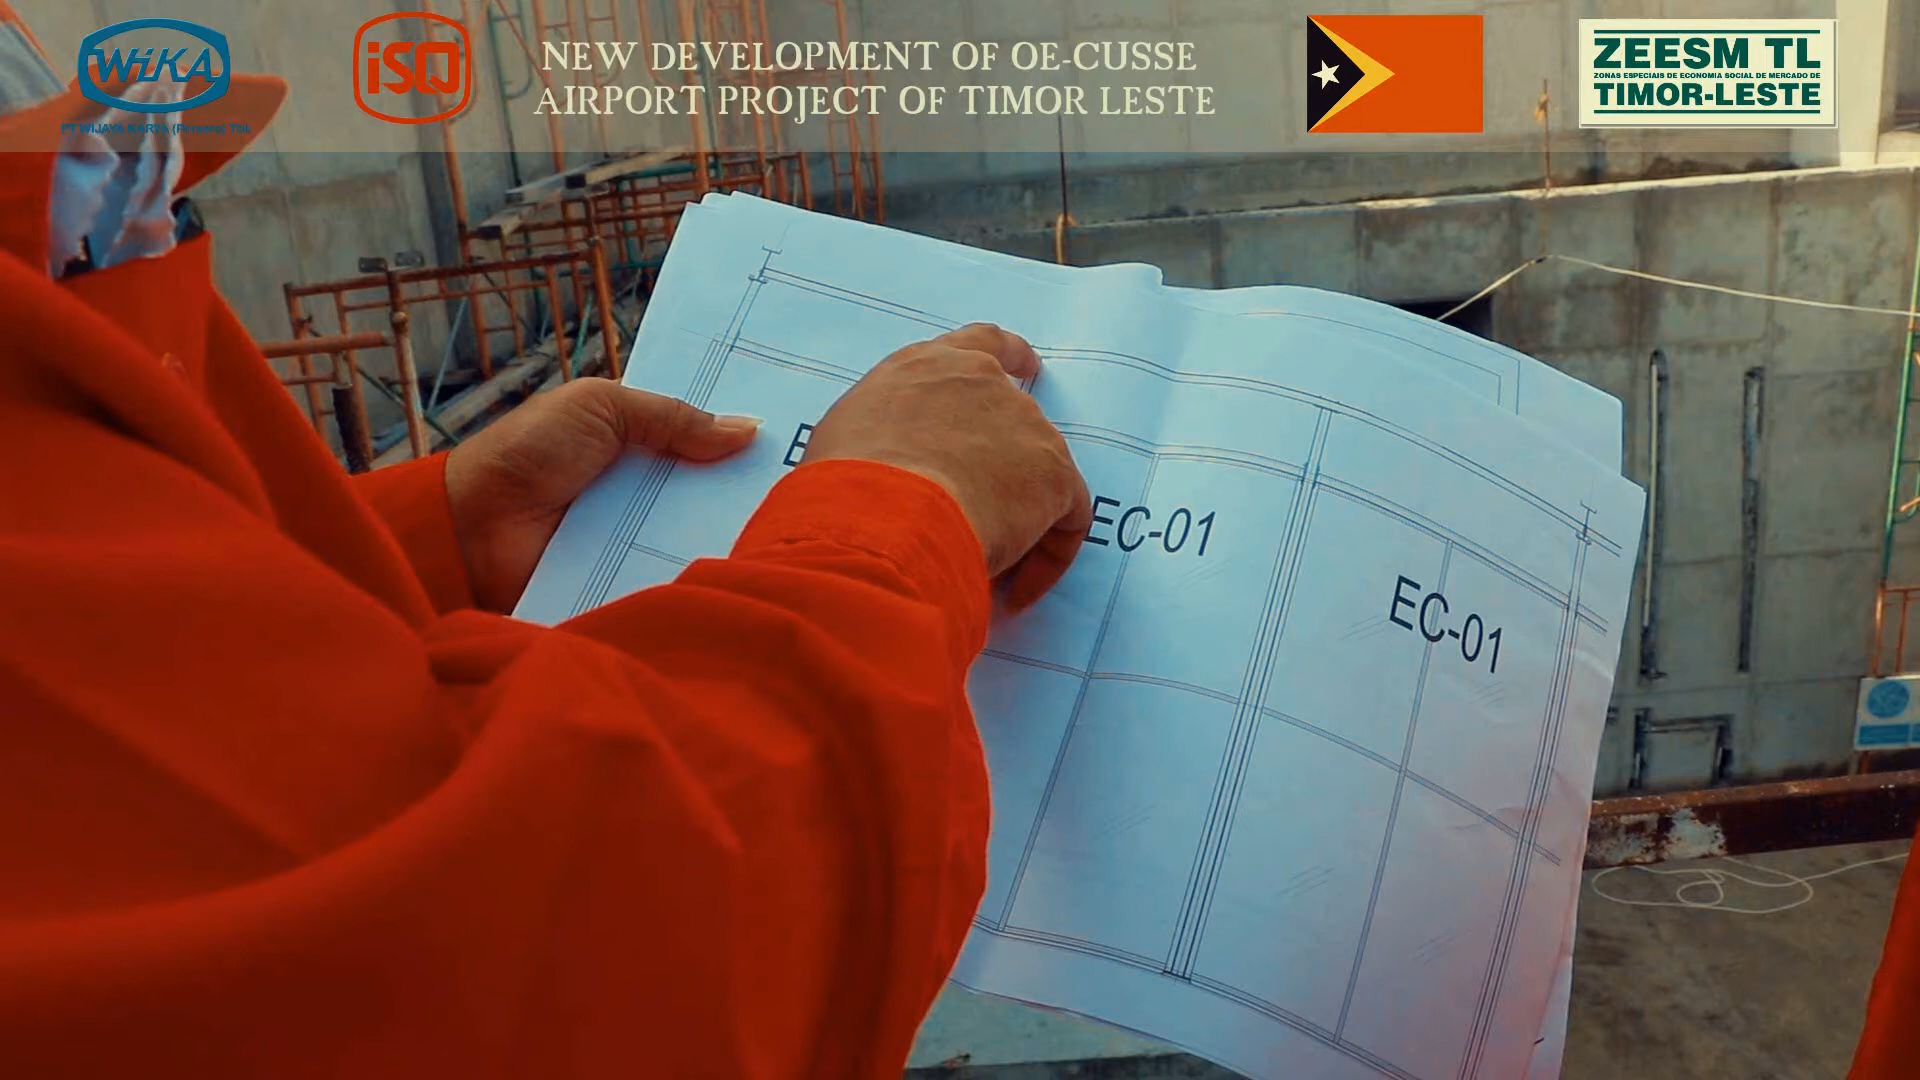 WIKA
PT WIJAYA KARYA (Persero) Tbk
iSQ
NEW DEVELOPMENT OF OE-CUSSE
AIRPORT PROJECT OF TIMOR LESTE
ZEESM TL
ZONAS ESPECIAIS DE ECONOMIA SOCIAL DE MERCADO DE
TIMOR-LESTE
EC-01
EC-01